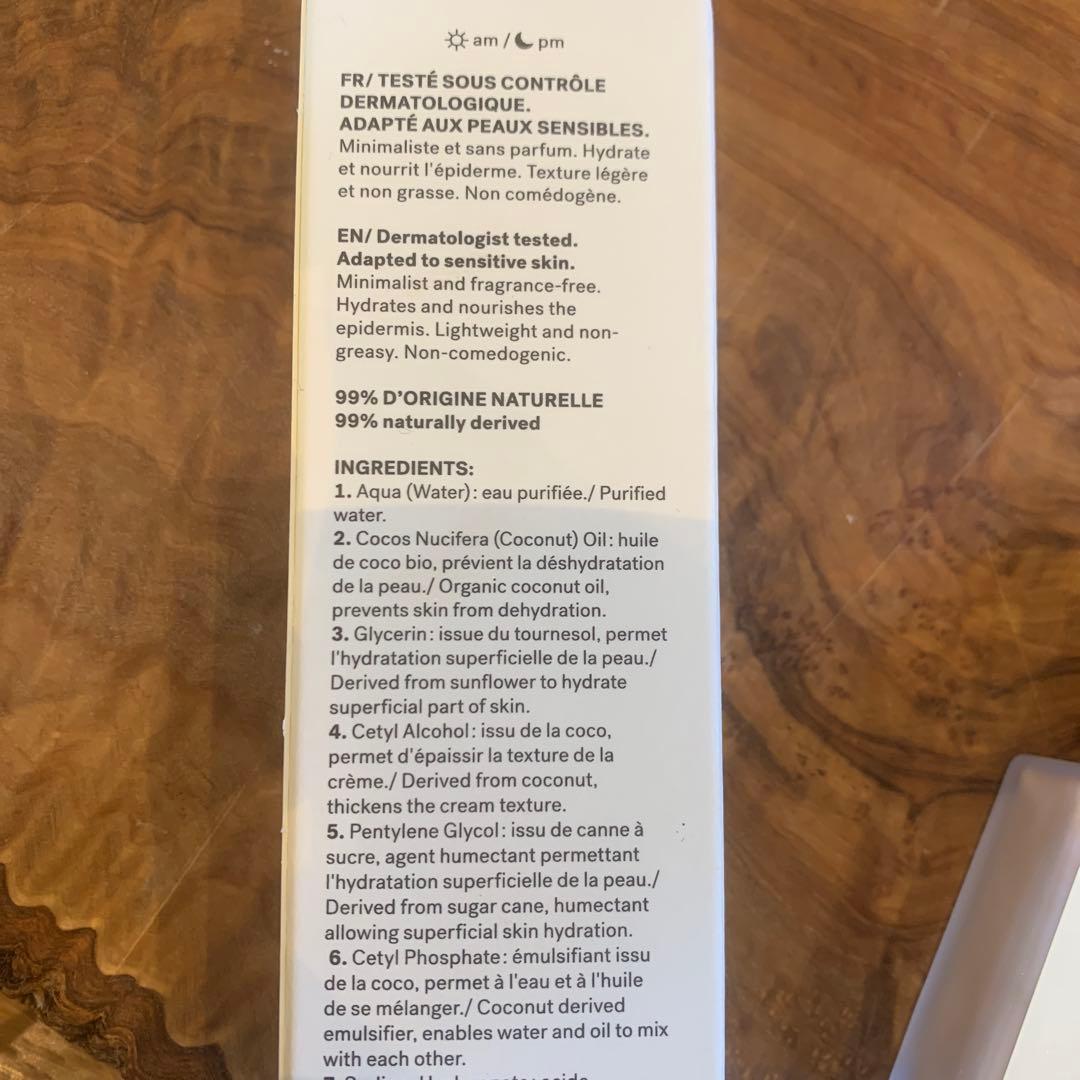 am / pm
FR/ TESTÉ SOUS CONTRÔLE
DERMATOLOGIQUE.
ADAPTÉ AUX PEAUX SENSIBLES.
Minimaliste et sans parfum. Hydrate
et nourrit l'épiderme. Texture légère
et non grasse. Non comédogène.
EN/ Dermatologist tested.
Adapted to sensitive skin.
Minimalist and fragrance-free.
Hydrates and nourishes the
epidermis. Lightweight and non-
greasy. Non-comedogenic.
99% D'ORIGINE NATURELLE
99% naturally derived
INGREDIENTS:
1. Aqua (Water): eau purifiée./ Purified
water.
2. Cocos Nucifera (Coconut) Oil: huile
de coco bio, prévient la déshydratation
de la peau./ Organic coconut oil,
prevents skin from dehydration.
3. Glycerin: issue du tournesol, permet
l'hydratation superficielle de la peau./
Derived from sunflower to hydrate
superficial part of skin.
4. Cetyl Alcohol: issu de la coco,
permet d'épaissir la texture de la
crème./ Derived from coconut,
thickens the cream texture.
5. Pentylene Glycol: issu de canne à
sucre, agent humectant permettant
l'hydratation superficielle de la peau./
Derived from sugar cane, humectant
allowing superficial skin hydration.
6. Cetyl Phosphate: émulsifiant issu
de la coco, permet à l'eau et à l'huile
de se mélanger./ Coconut derived
emulsifier, enables water and oil to mix
with each other.